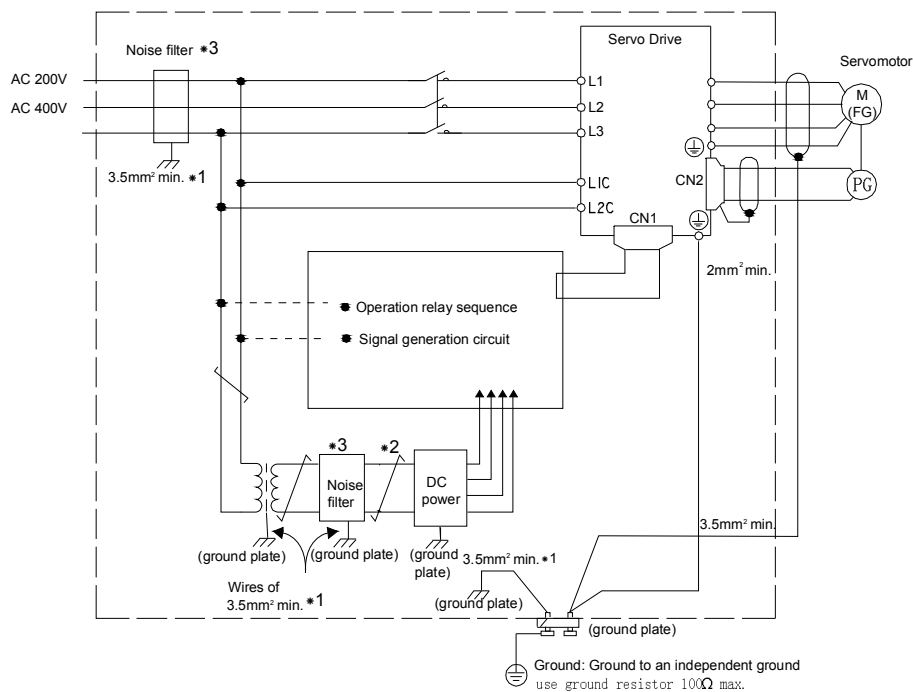 Noise filter *3
Servo Drive
Servomotor
AC 200V
AC 400V
L1
L2
L3
M
(FG)
3.5mm² min. *1
L1C
L2C
CN2
PG
CN1
2mm² min.
Operation relay sequence
Signal generation circuit
*3
*2
Noise
filter
DC
power
(ground plate)
(ground plate)
(ground
plate)
3.5mm² min. *1
3.5mm² min.
Wires of
3.5mm² min. *1
(ground plate)
(ground plate)
Ground: Ground to an independent ground
use ground resistor 100Ω max.